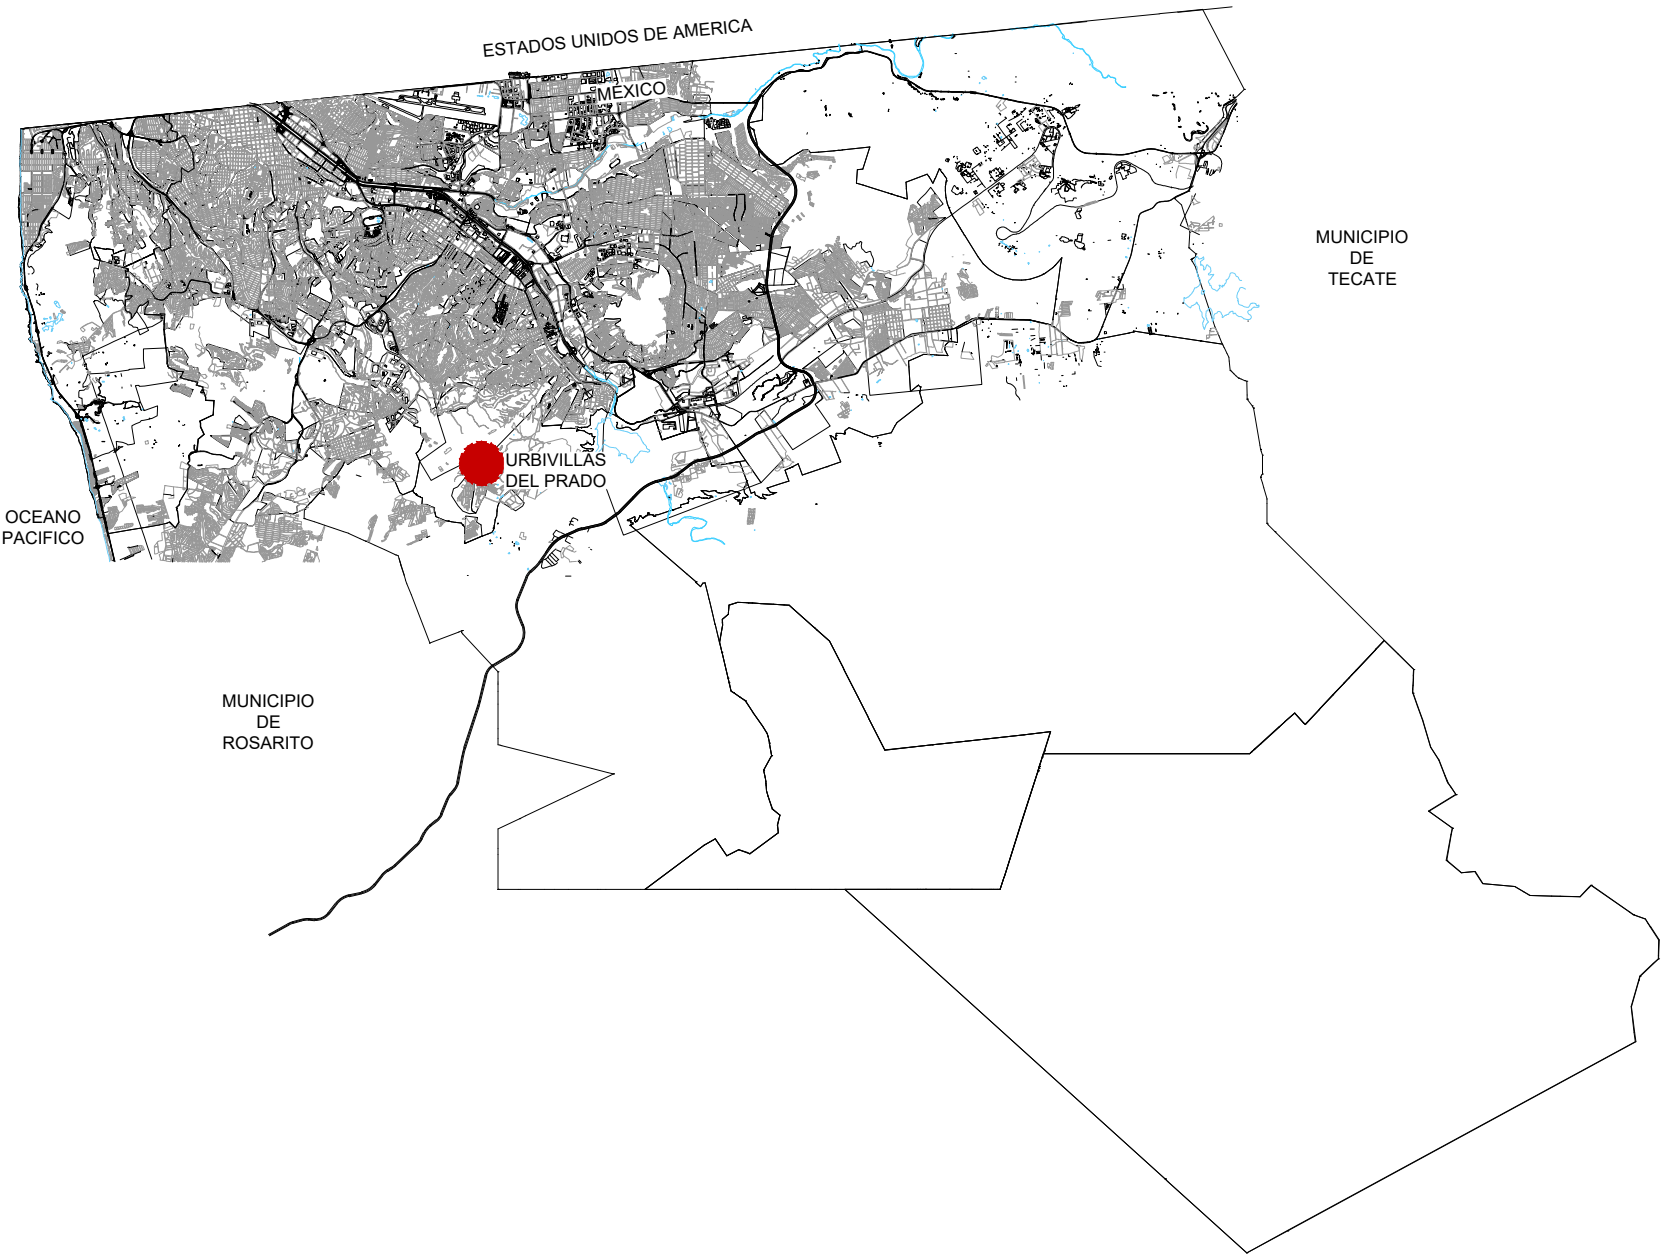 ESTADOS UNIDOS DE AMERICA
MEXICO
MUNICIPIO
DE
TECATE
URBIVILLAS
DEL PRADO
OCEANO
PACIFICO
MUNICIPIO
DE
ROSARITO